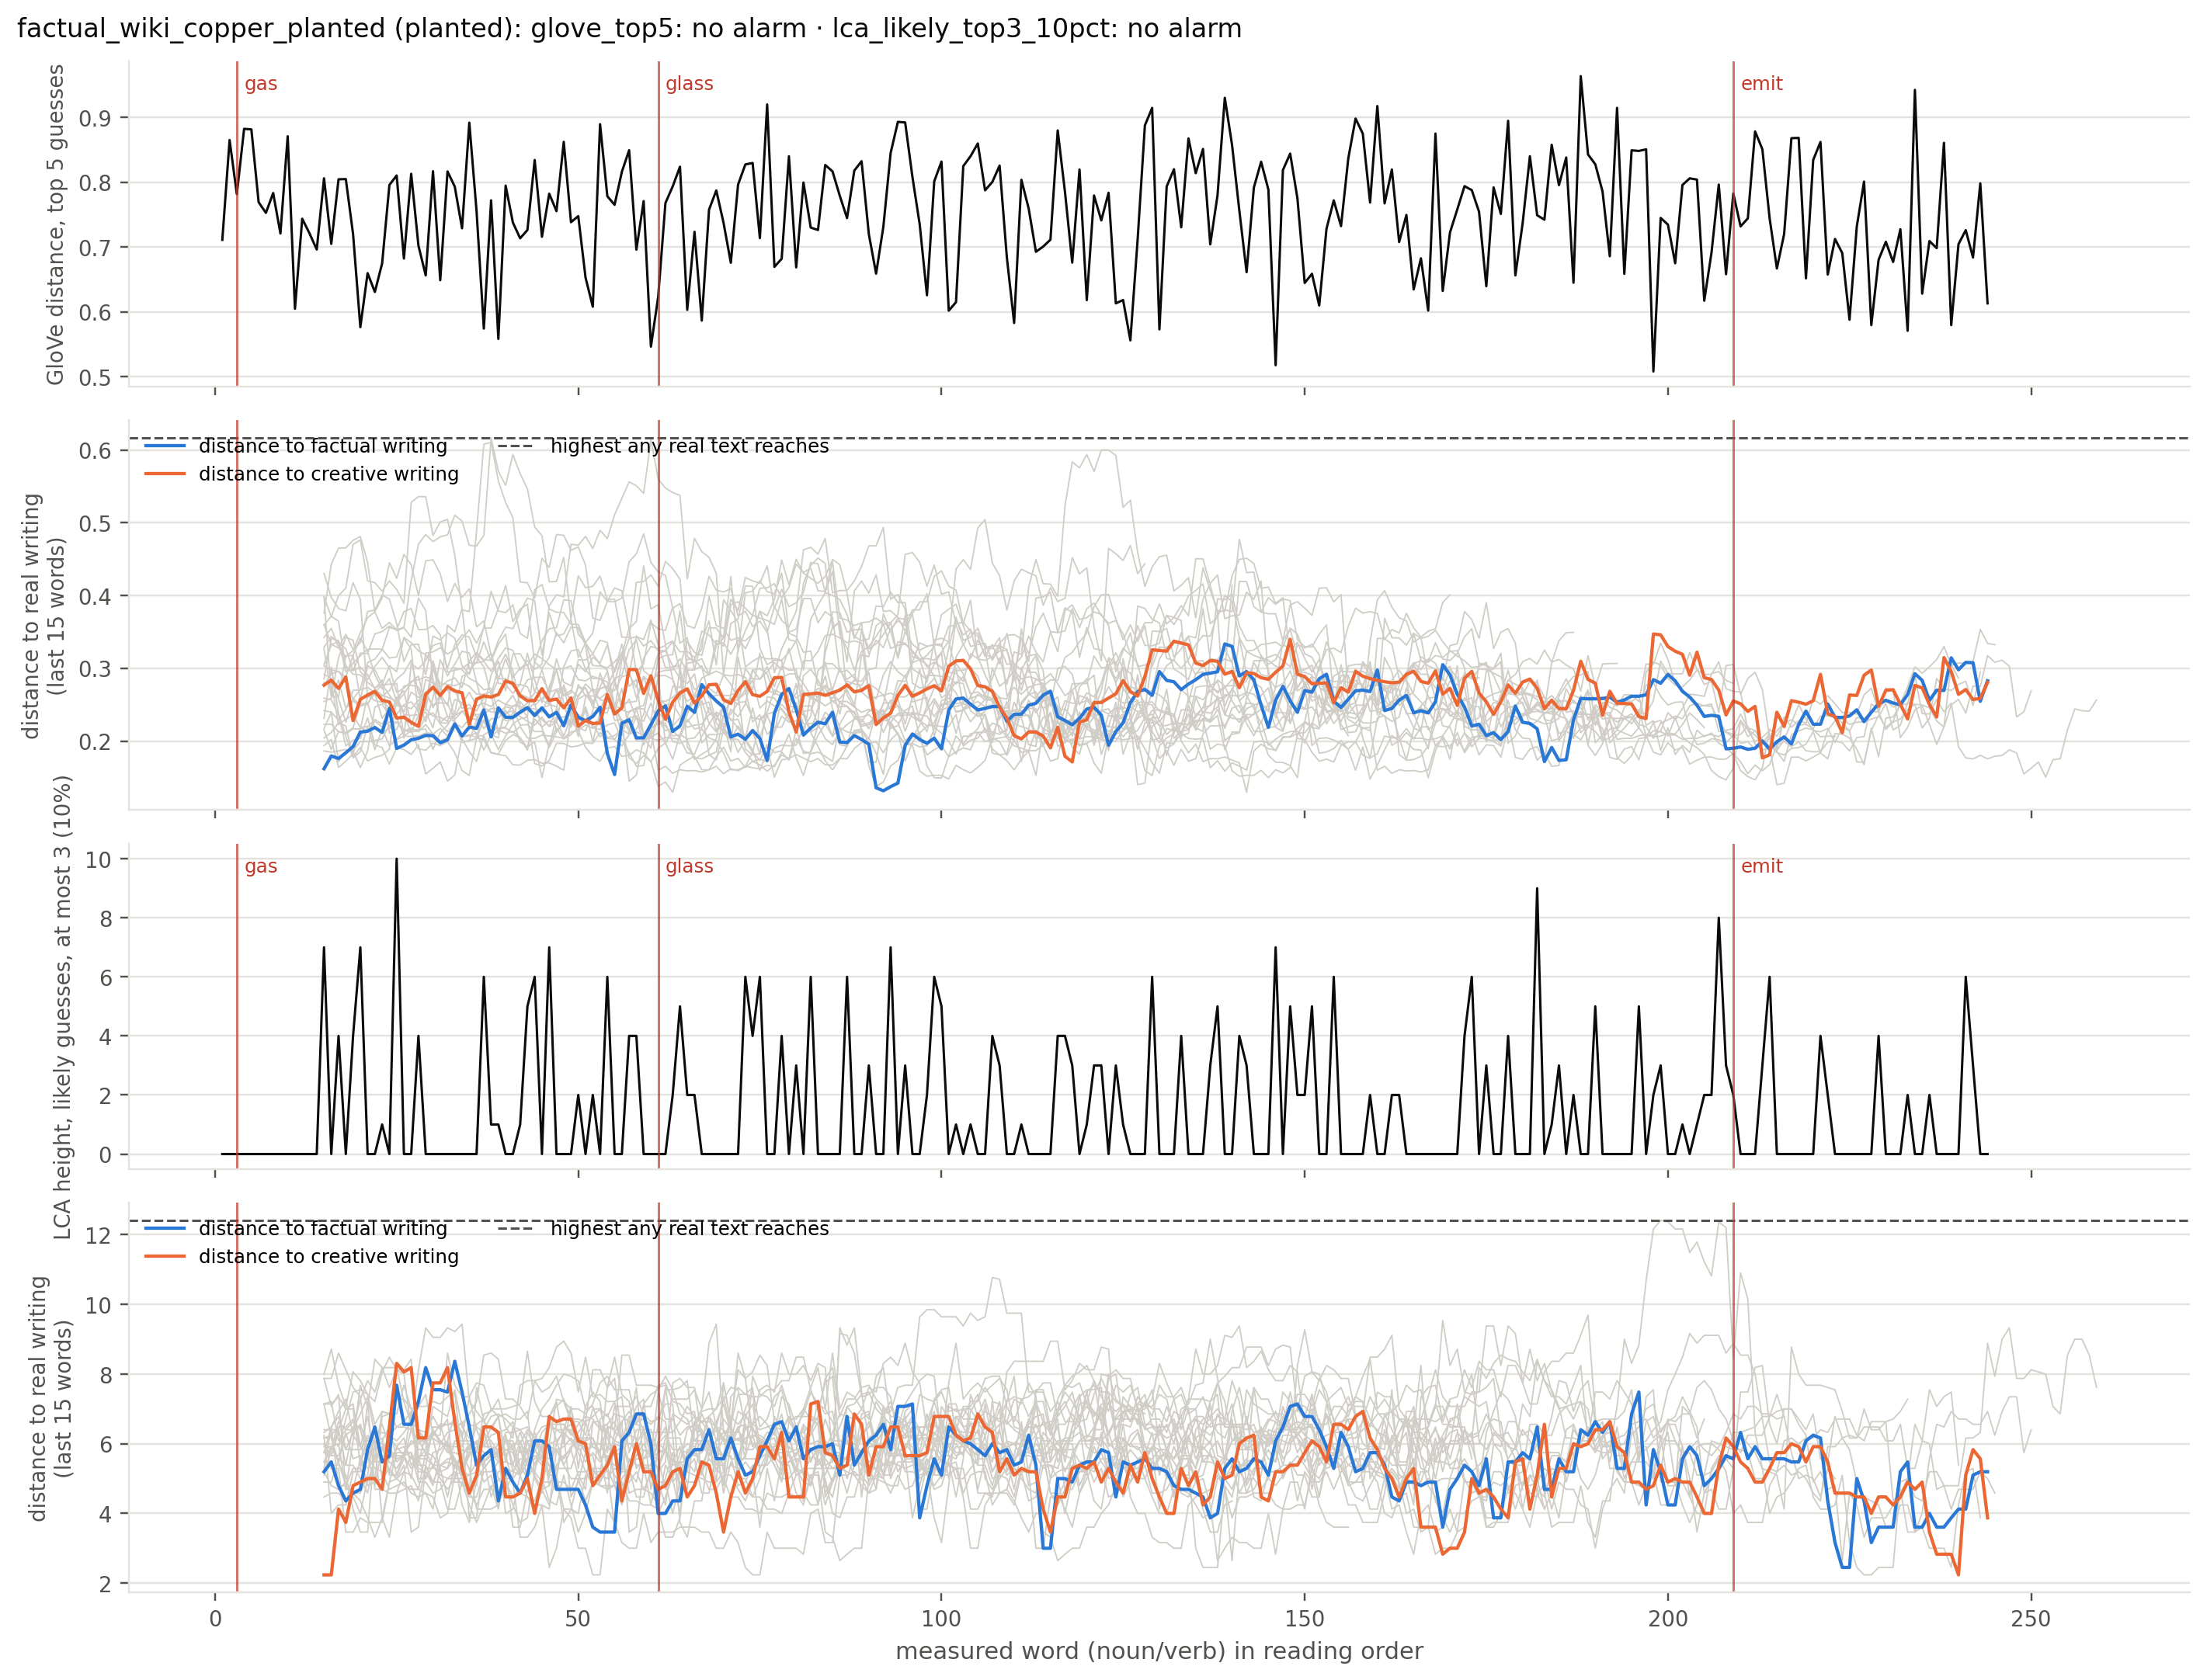 factual_wiki_copper_planted (planted): glove_top5: no alarm · lca_likely_top3_10pct: no alarm
GloVe distance, top 5 guesses
gas
glass
emit
0.9
0.8
0.7
0.6
0.5
distance to real writing
(last 15 words)
distance to factual writing
distance to creative writing
highest any real text reaches
0.6
0.5
0.4
0.3
0.2
LCA height, likely guesses, at most 3 (10%)
gas
glass
emit
10
8
6
4
2
0
distance to real writing
(last 15 words)
distance to factual writing
distance to creative writing
highest any real text reaches
12
10
8
6
4
2
0
50
100
150
200
250
measured word (noun/verb) in reading order